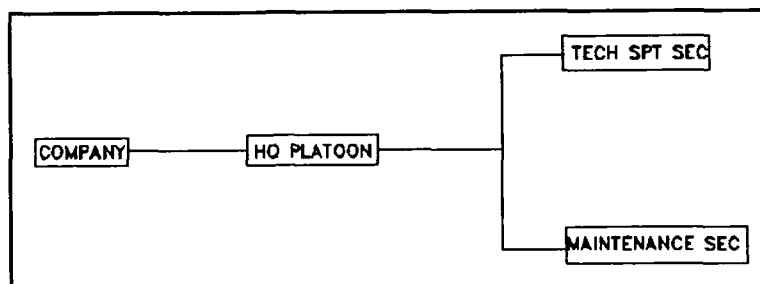 TECH SPT SEC
COMPANY
HQ PLATOON
MAINTENANCE SEC